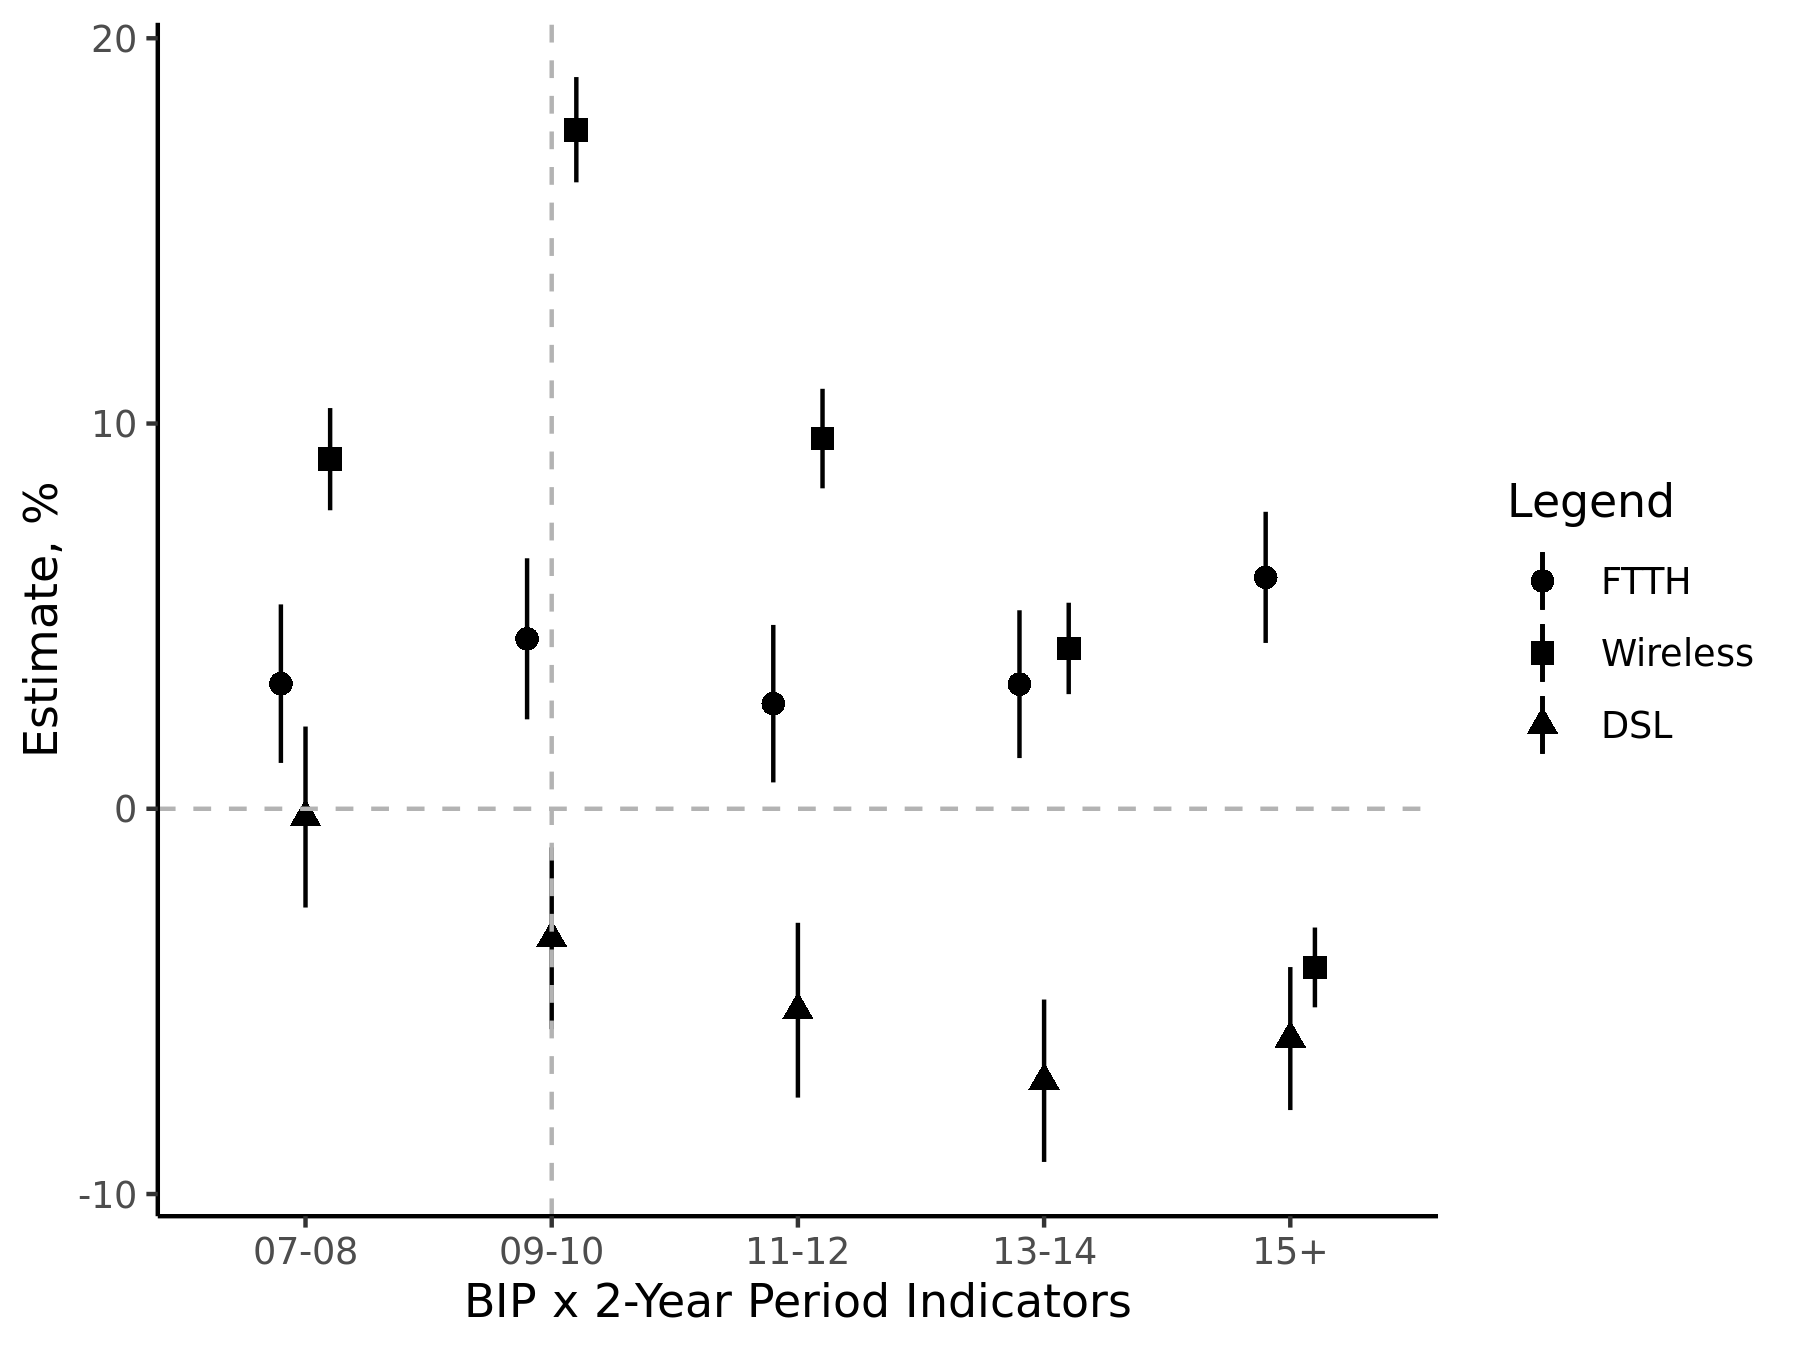 20
10
0
-10
Estimate, %
07-08 09-10 11-12 13-14 15+
BIP x 2-Year Period Indicators
Legend
FTTH
Wireless
DSL